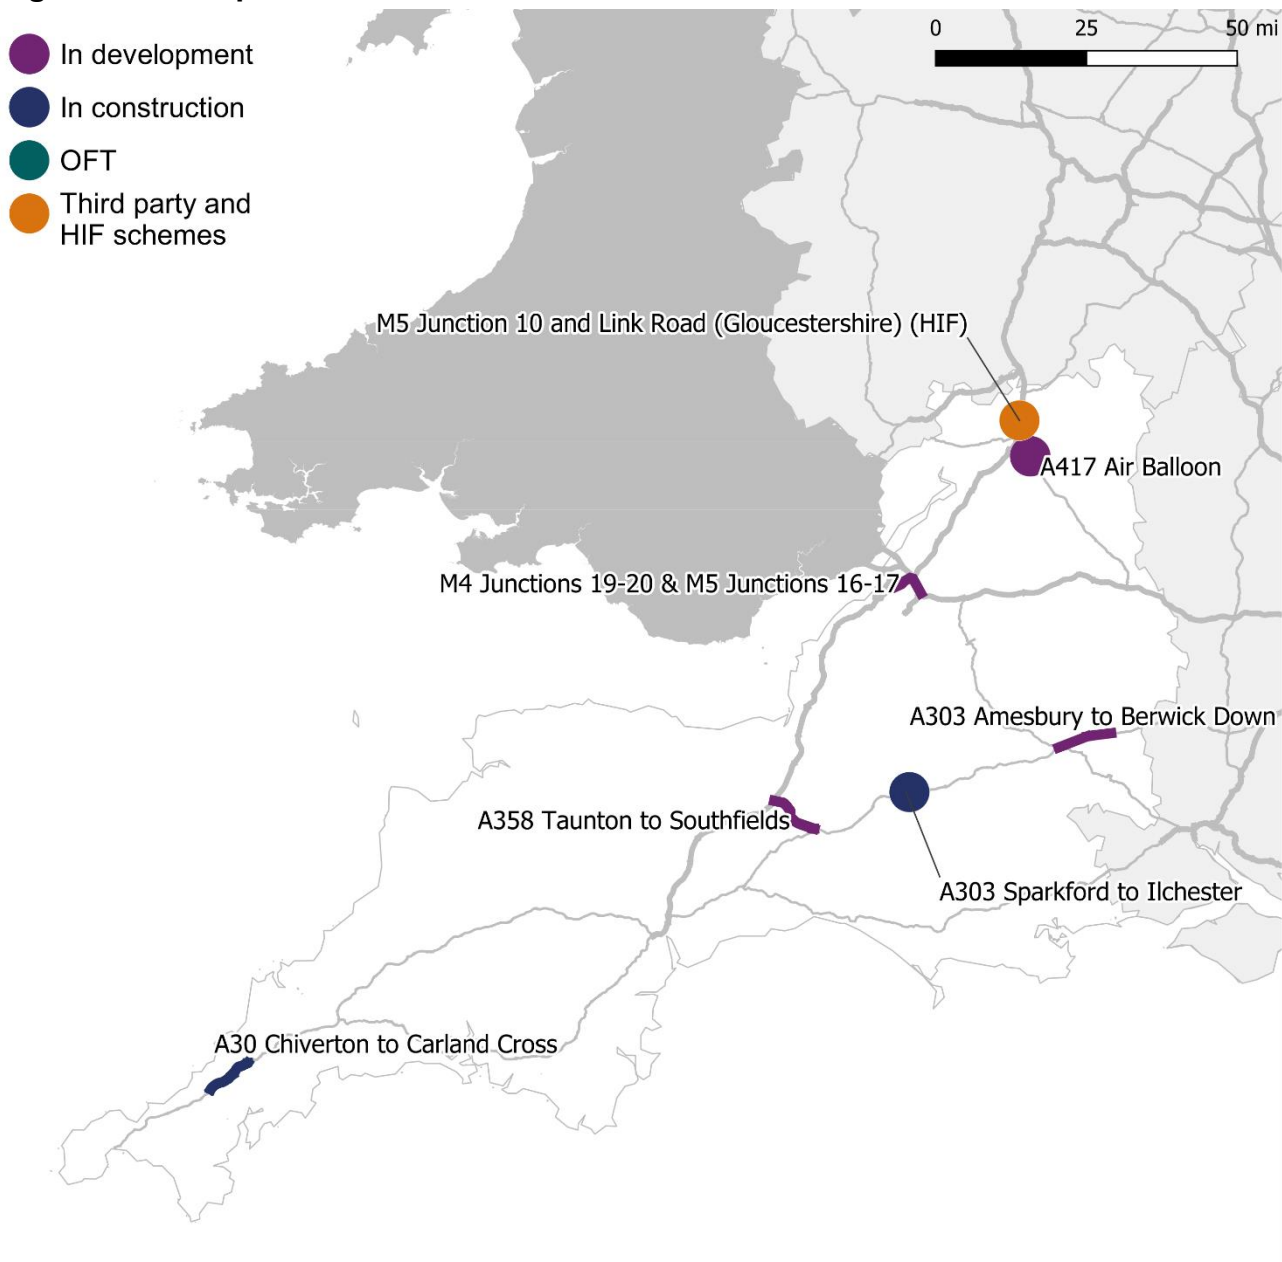 In development
In construction
OFT
Third party and
HIF schemes
0 25 50 mi
M5 Junction 10 and Link Road (Gloucestershire) (HIF)
A417 Air Balloon
M4 Junctions 19-20 & M5 Junctions 16-17
A303 Amesbury to Berwick Down
A358 Taunton to Southfields
A303 Sparkford to Ilchester
A30 Chiverton to Carland Cross